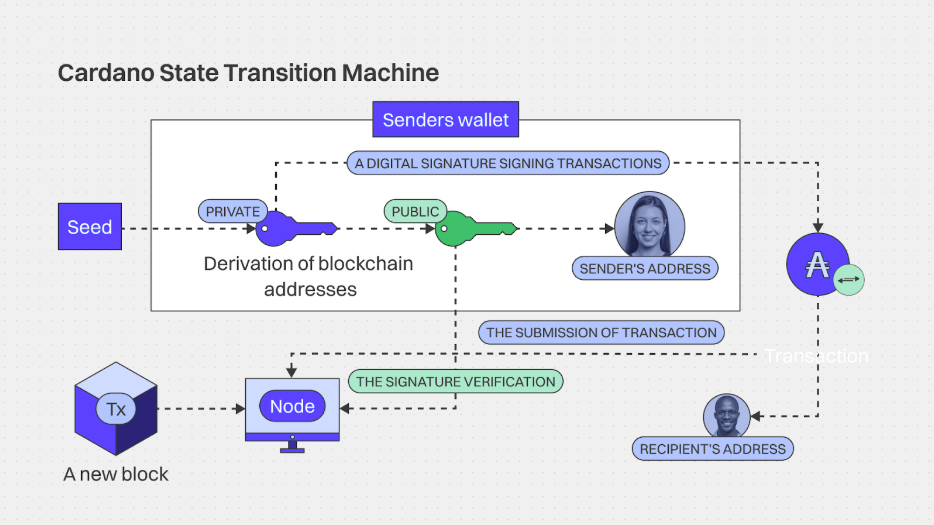 Cardano State Transition Machine
Senders wallet
A DIGITAL SIGNATURE SIGNING TRANSACTIONS
PRIVATE
PUBLIC
Seed
Derivation of blockchain
addresses
SENDER'S ADDRESS
THE SUBMISSION OF TRANSACTION
Transaction
THE SIGNATURE VERIFICATION
Tx
Node
RECIPIENT'S ADDRESS
A new block